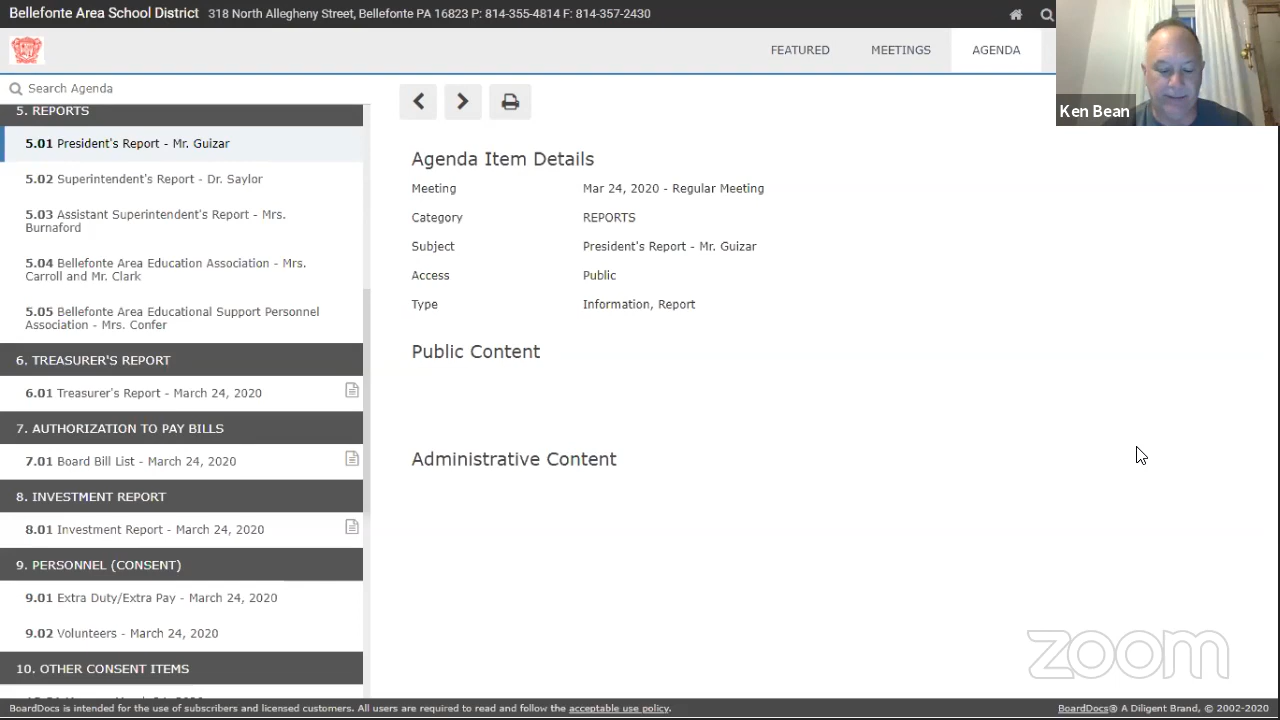 Bellefonte Area School District 318 North Allegheny Street, Bellefonte PA 16823 P: 814-355-4814 F: 814-357-2430
FEATURED MEETINGS AGENDA
Ken Bean
Search Agenda
5. REPORTS
5.01 President's Report - Mr. Guizar
5.02 Superintendent's Report - Dr. Saylor
5.03 Assistant Superintendent's Report - Mrs.
Burnaford
5.04 Bellefonte Area Education Association - Mrs.
Carroll and Mr. Clark
5.05 Bellefonte Area Educational Support Personnel
Association - Mrs. Confer
6. TREASURER'S REPORT
6.01 Treasurer's Report - March 24, 2020
7. AUTHORIZATION TO PAY BILLS
7.01 Board Bill List - March 24, 2020
8. INVESTMENT REPORT
8.01 Investment Report - March 24, 2020
9. PERSONNEL (CONSENT)
9.01 Extra Duty/Extra Pay - March 24, 2020
9.02 Volunteers - March 24, 2020
10. OTHER CONSENT ITEMS
Agenda Item Details
Meeting Mar 24, 2020 - Regular Meeting
Category REPORTS
Subject President's Report - Mr. Guizar
Access Public
Type Information, Report
Public Content
Administrative Content
zoom
BoardDocs is intended for the use of subscribers and licensed customers. All users are required to read and follow the acceptable use policy.
BoardDocs® A Diligent Brand, © 2002-2020